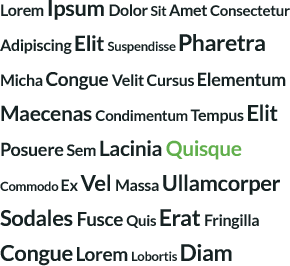 Lorem Ipsum Dolor Sit Amet Consectetur
Adipiscing Elit Suspendisse Pharetra
Micha Congue Velit Cursus Elementum
Maecenas Condimentum Tempus Elit
Posuere Sem Lacinia Quisque
Commodo Ex Vel Massa Ullamcorper
Sodales Fusce Quis Erat Fringilla
Congue Lorem Lobortis Diam